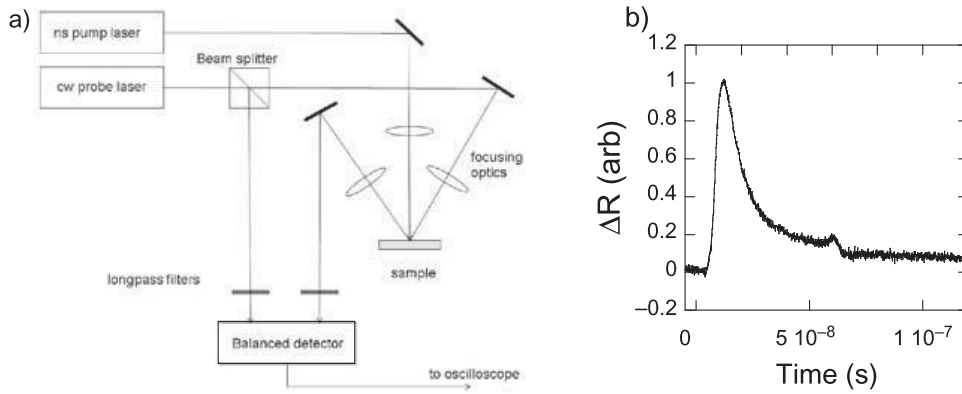 a)
ns pump laser
Beam splitter
cw probe laser
focusing
optics
sample
longpass filters
Balanced detector
to oscilloscope
b)
1.2
1
0.8
0.6
0.4
0.2
0
–0.2
ΔR (arb)
0
5 10⁻⁸
1 10⁻⁷
Time (s)